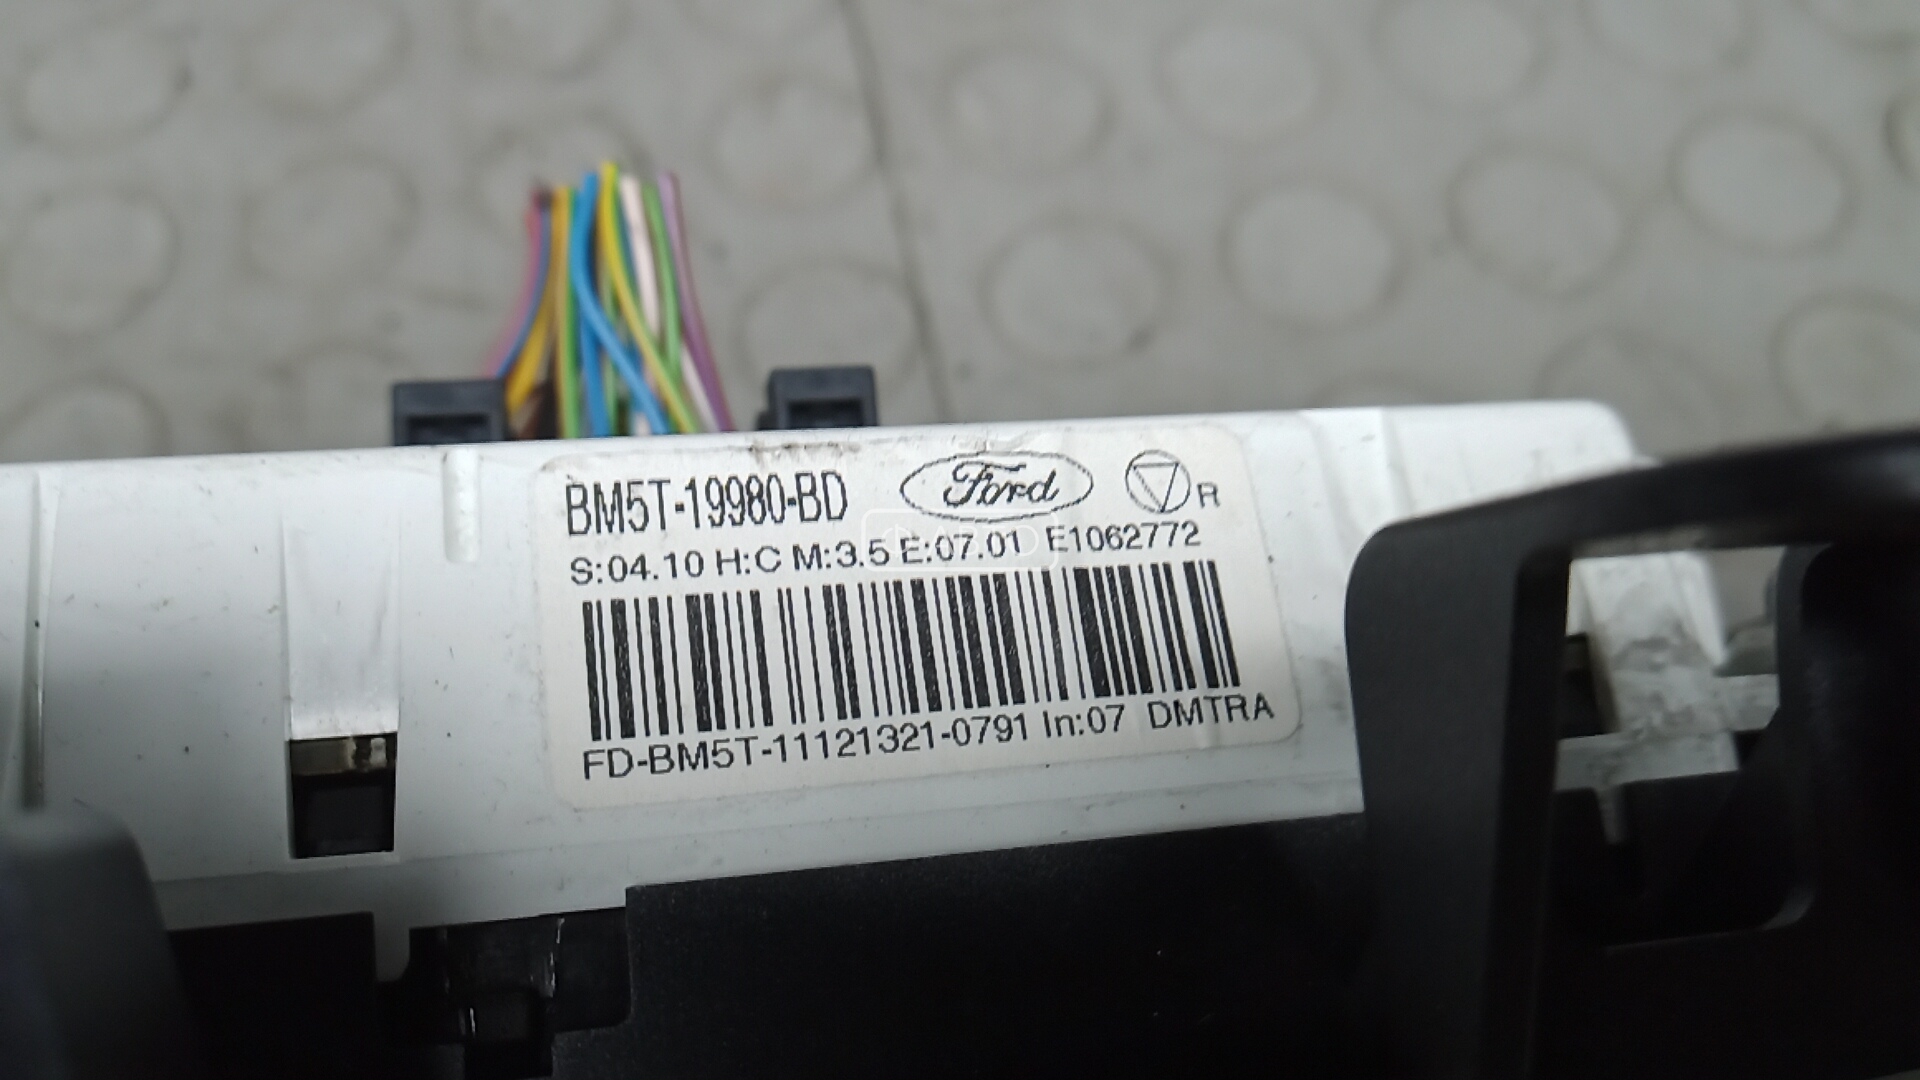 BM5T-19980-BD Ford R
S:04.10 H:C M:3.5 E:07.01 E1062772
FD-BM5T-11121321-0791 In:07 DMTRA